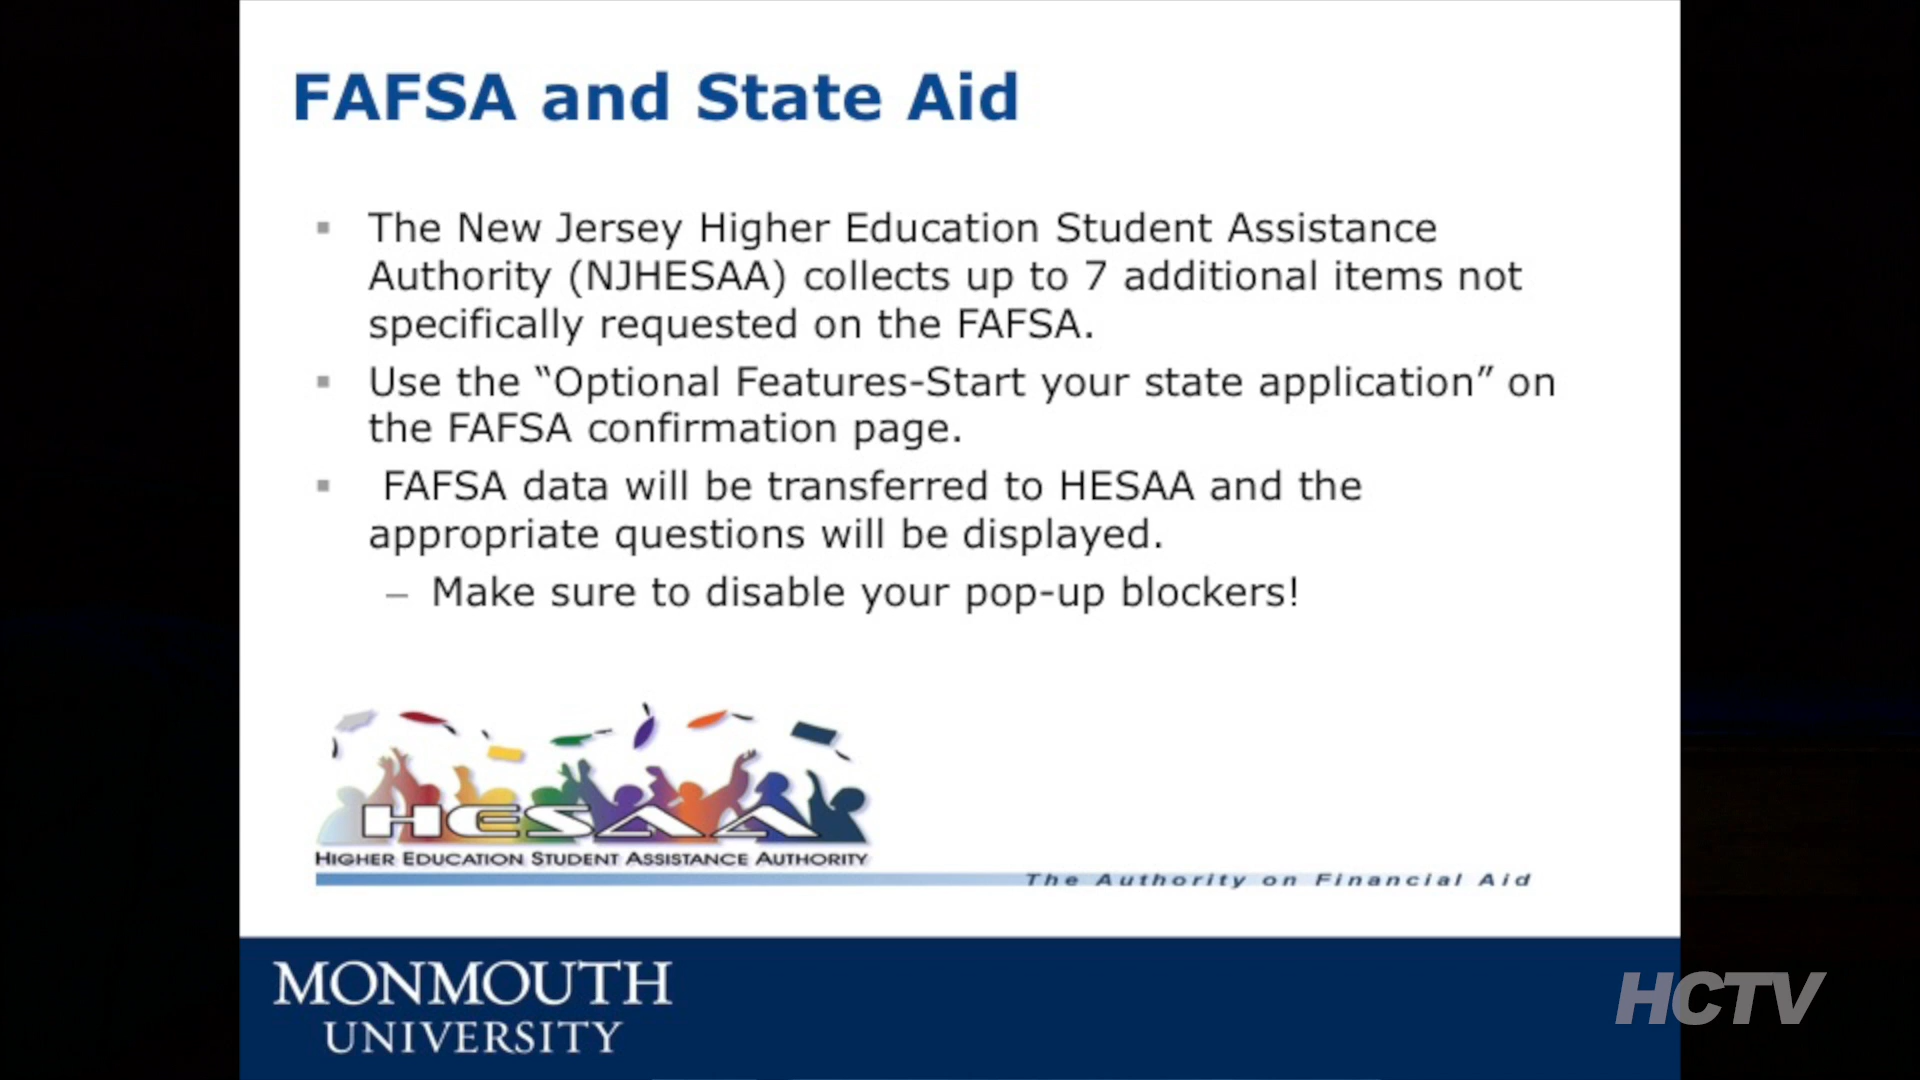 FAFSA and State Aid
▪ The New Jersey Higher Education Student Assistance
Authority (NJHESAA) collects up to 7 additional items not
specifically requested on the FAFSA.
▪ Use the “Optional Features-Start your state application” on
the FAFSA confirmation page.
▪ FAFSA data will be transferred to HESAA and the
appropriate questions will be displayed.
– Make sure to disable your pop-up blockers!
HESAA
HIGHER EDUCATION STUDENT ASSISTANCE AUTHORITY
The Authority on Financial Aid
MONMOUTH
UNIVERSITY
HCTV